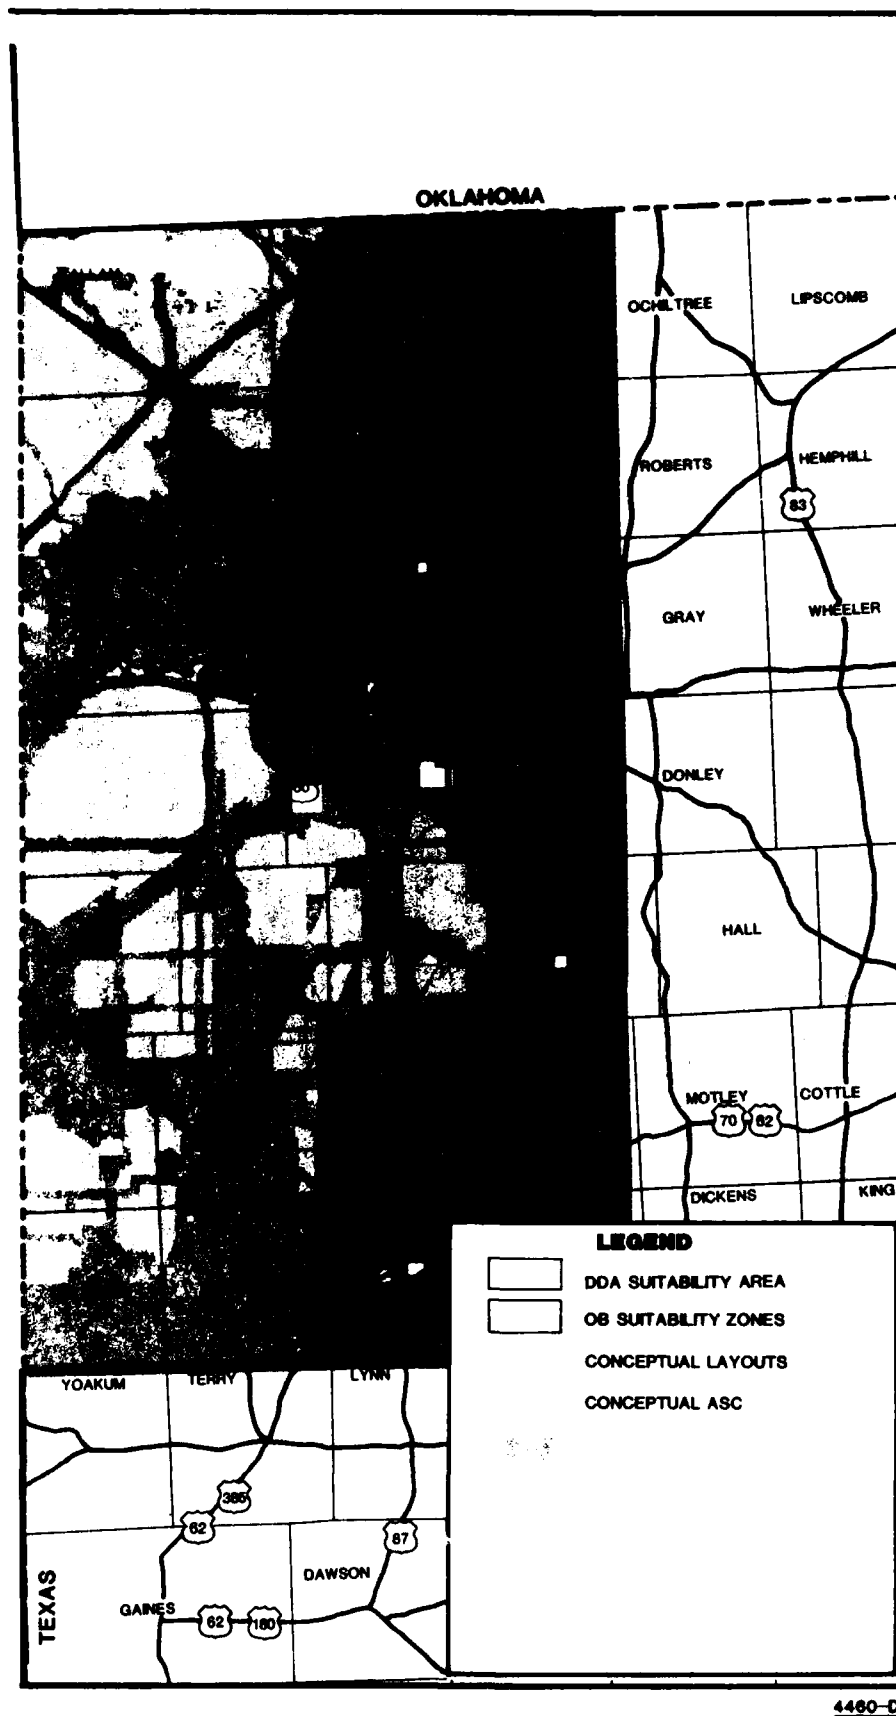 OKLAHOMA
OCHILTREE
LIPSCOMB
ROBERTS
HEMPHILL
83
GRAY
WHEELER
DONLEY
HALL
MOTLEY
COTTLE
70 62
DICKENS
KING
LEGEND
DDA SUITABILITY AREA
OB SUITABILITY ZONES
CONCEPTUAL LAYOUTS
CONCEPTUAL ASC
YOAKUM
TERRY
LYNN
385
62
87
DAWSON
GAINES
62 180
TEXAS
4460-D